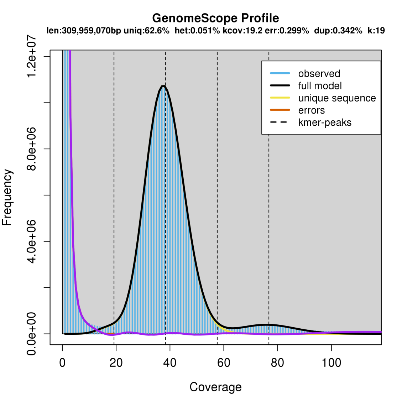 GenomeScope Profile
len:309,959,070bp uniq:62.6% het:0.051% kcov:19.2 err:0.299% dup:0.342% k:19
1.2e+07
8.0e+06
4.0e+06
0.0e+00
Frequency
observed
full model
unique sequence
errors
kmer-peaks
0 20 40 60 80 100
Coverage